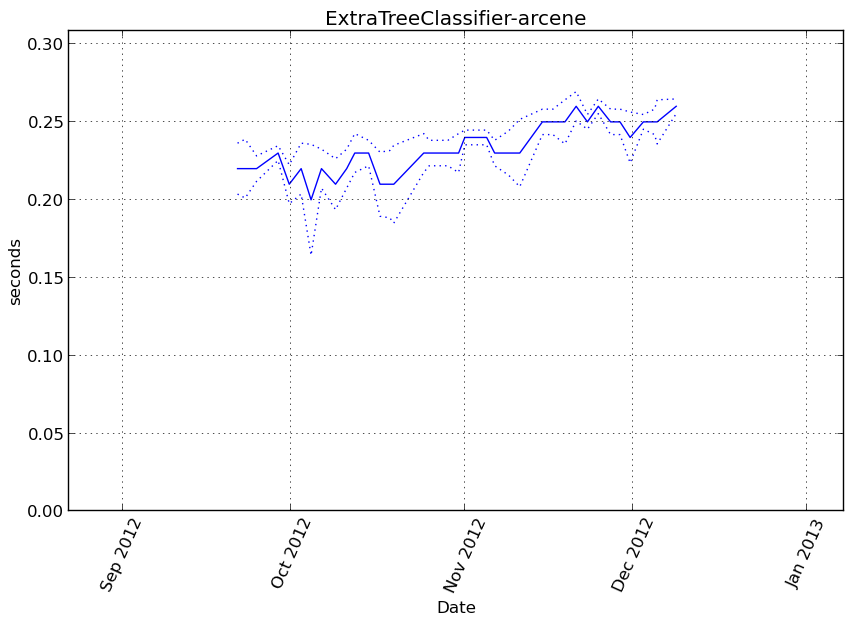 ExtraTreeClassifier-arcene
0.30
0.25
0.20
0.15
0.10
0.05
0.00
seconds
Sep 2012
Oct 2012
Nov 2012
Dec 2012
Jan 2013
Date